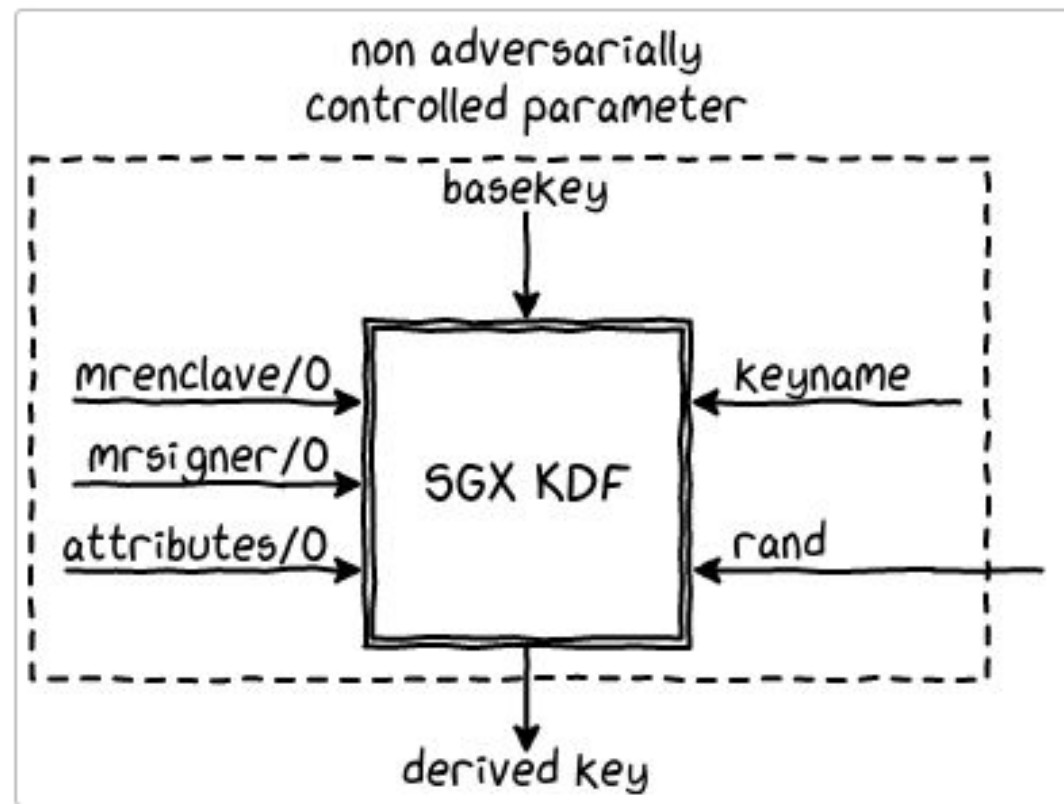 non adversarially
controlled parameter
basekey
mrenclave/0
keyname
mrsigner/0
SGX KDF
attributes/0
rand
derived key